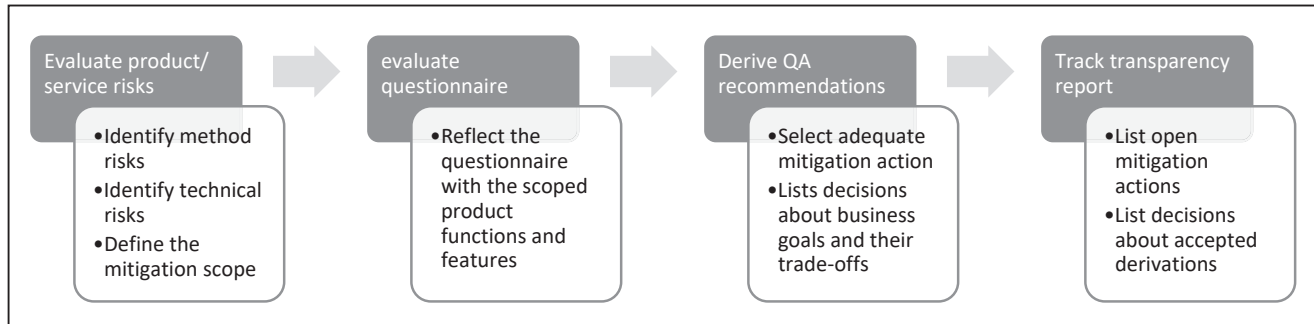 Evaluate product/
service risks
•Identify method
risks
•Identify technical
risks
•Define the
mitigation scope
evaluate
questionnaire
•Reflect the
questionnaire
with the scoped
product
functions and
features
Derive QA
recommendations
•Select adequate
mitigation action
•Lists decisions
about business
goals and their
trade-offs
Track transparency
report
•List open
mitigation
actions
•List decisions
about accepted
derivations